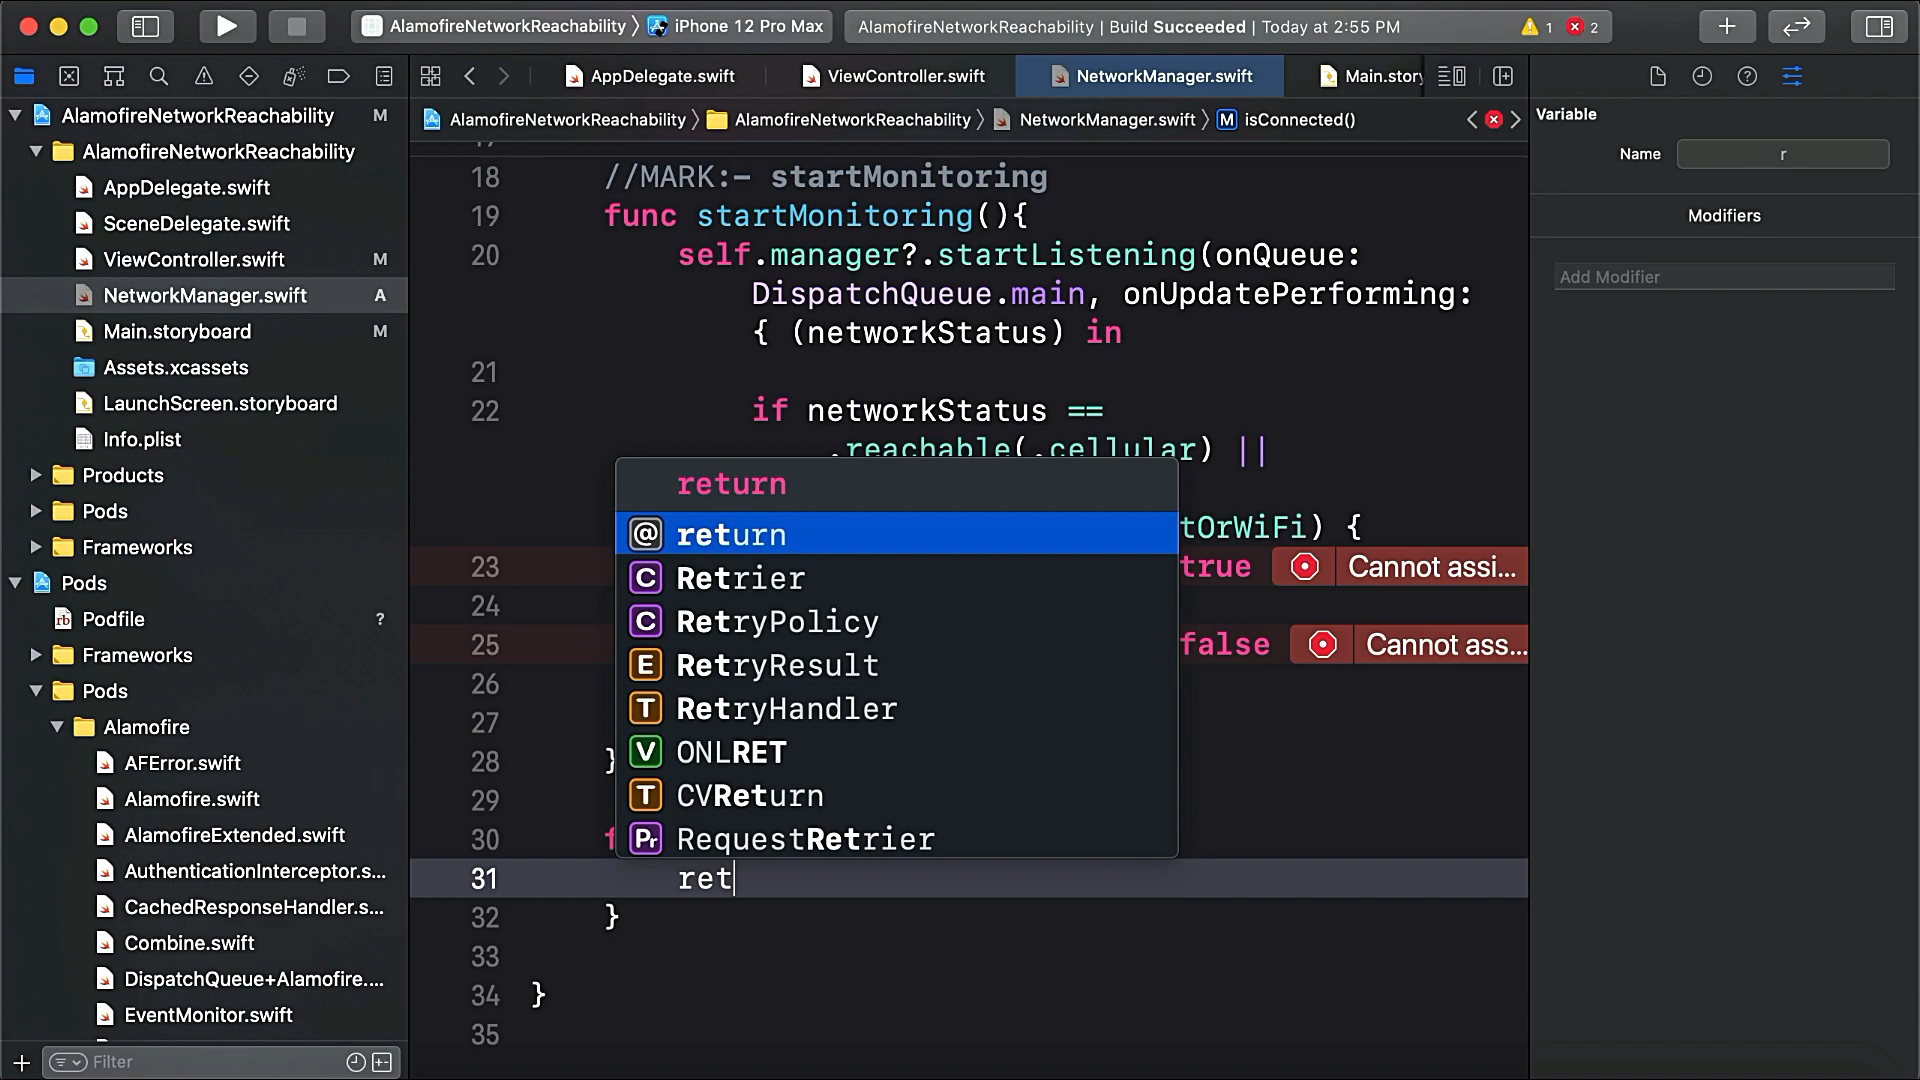 AlamofireNetworkReachability
iPhone 12 Pro Max
AlamofireNetworkReachability | Build Succeeded | Today at 2:55 PM
1
2
AppDelegate.swift
ViewController.swift
NetworkManager.swift
Main.story
AlamofireNetworkReachability
AlamofireNetworkReachability
NetworkManager.swift
M
isConnected()
AlamofireNetworkReachability M
AlamofireNetworkReachability
AppDelegate.swift
SceneDelegate.swift
ViewController.swift M
NetworkManager.swift A
Main.storyboard M
Assets.xcassets
LaunchScreen.storyboard
Info.plist
Products
Pods
Frameworks
Pods
rb Podfile ?
Frameworks
Pods
Alamofire
AFError.swift
Alamofire.swift
AlamofireExtended.swift
AuthenticationInterceptor.s...
CachedResponseHandler.s...
Combine.swift
DispatchQueue+Alamofire....
EventMonitor.swift
Filter
18 //MARK:- startMonitoring
19 func startMonitoring(){
20 self.manager?.startListening(onQueue:
DispatchQueue.main, onUpdatePerforming:
{ (networkStatus) in
21
22 if networkStatus ==
.reachable(.cellular) ||
tOrWiFi) {
23 true Cannot assi...
24
25 false Cannot ass...
26
27
28 }
29
30 f
31 ret
32 }
33
34 }
35
return
@ return
C Retrier
C RetryPolicy
E RetryResult
T RetryHandler
V ONLRET
T CVReturn
Pr RequestRetrier
Variable
Name r
Modifiers
Add Modifier